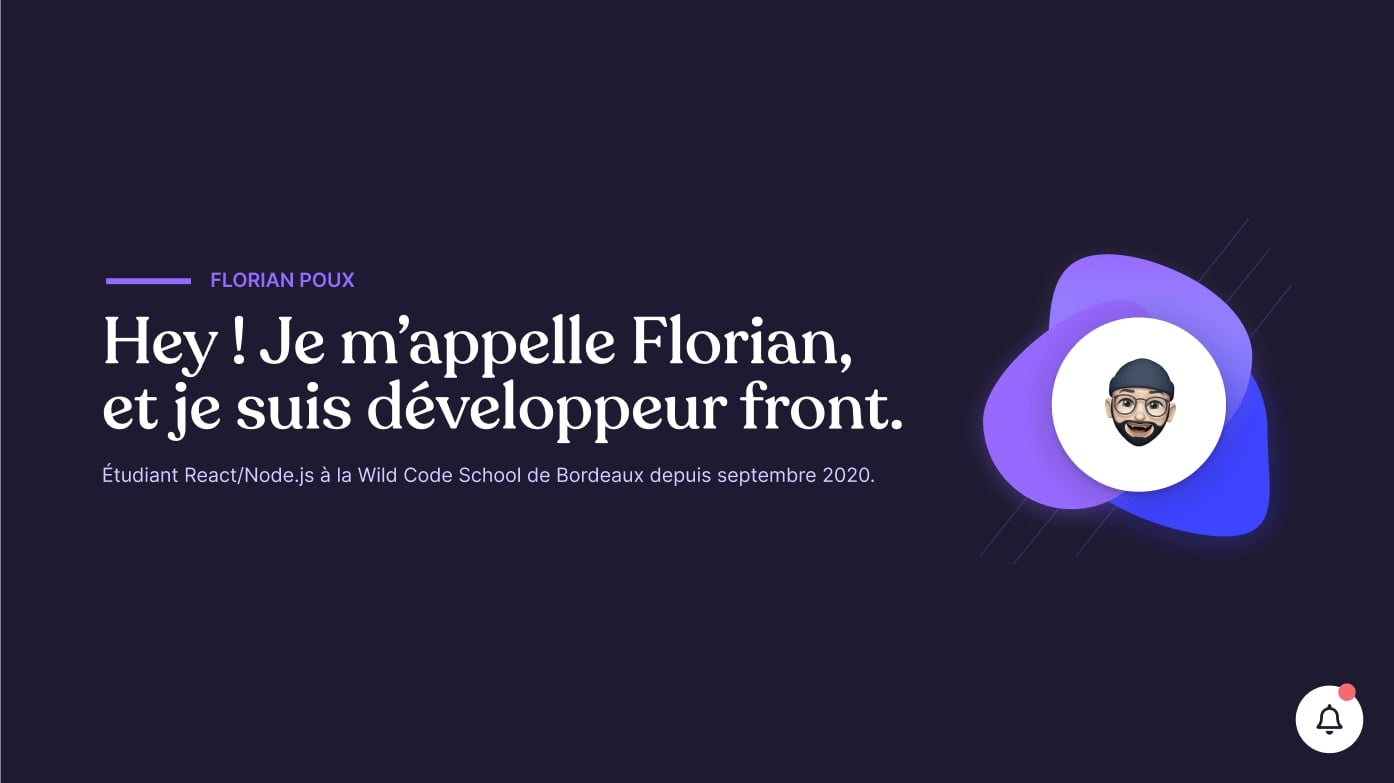 FLORIAN POUX
Hey ! Je m’appelle Florian,
et je suis développeur front.
Étudiant React/Node.js à la Wild Code School de Bordeaux depuis septembre 2020.